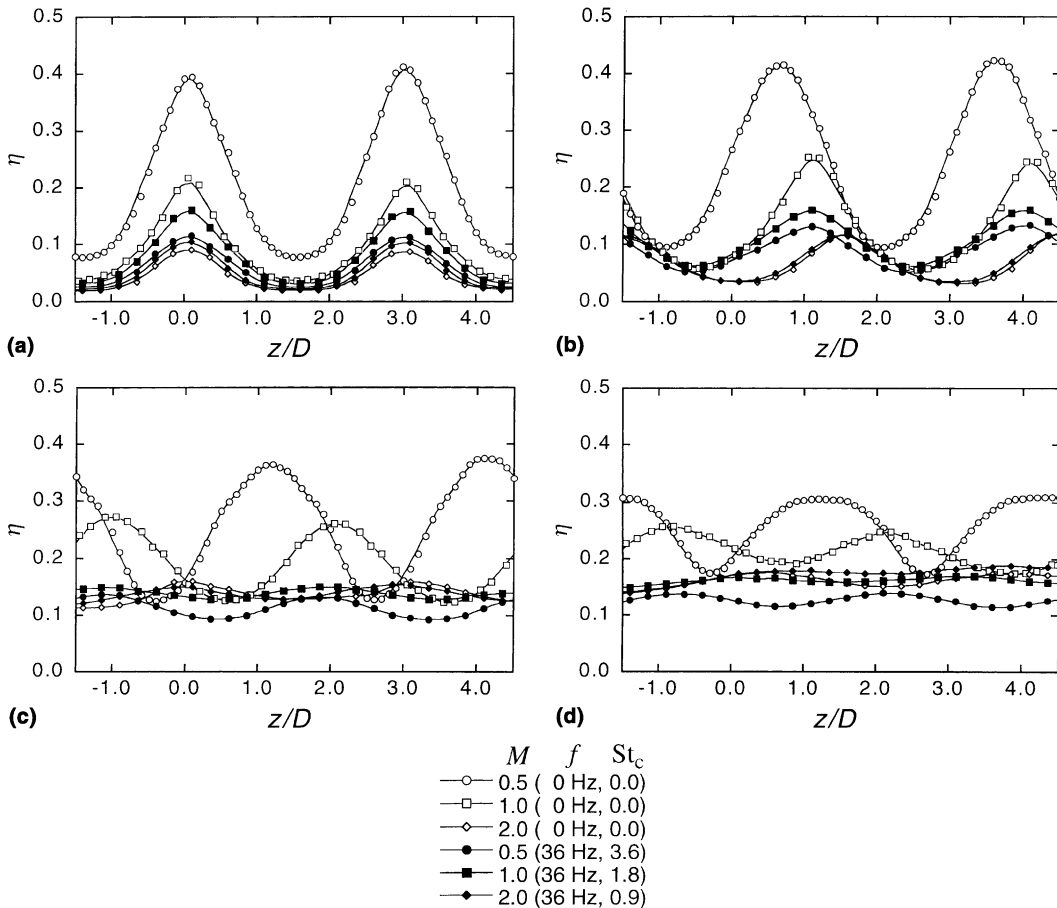 0.5
0.4
0.3
0.2
0.1
0.0
η
-1.0 0.0 1.0 2.0 3.0 4.0
z/D
(a)
0.5
0.4
0.3
0.2
0.1
0.0
η
-1.0 0.0 1.0 2.0 3.0 4.0
z/D
(b)
0.5
0.4
0.3
0.2
0.1
0.0
η
-1.0 0.0 1.0 2.0 3.0 4.0
z/D
(c)
0.5
0.4
0.3
0.2
0.1
0.0
η
-1.0 0.0 1.0 2.0 3.0 4.0
z/D
(d)
M f Stc
0.5 ( 0 Hz, 0.0)
1.0 ( 0 Hz, 0.0)
2.0 ( 0 Hz, 0.0)
0.5 (36 Hz, 3.6)
1.0 (36 Hz, 1.8)
2.0 (36 Hz, 0.9)